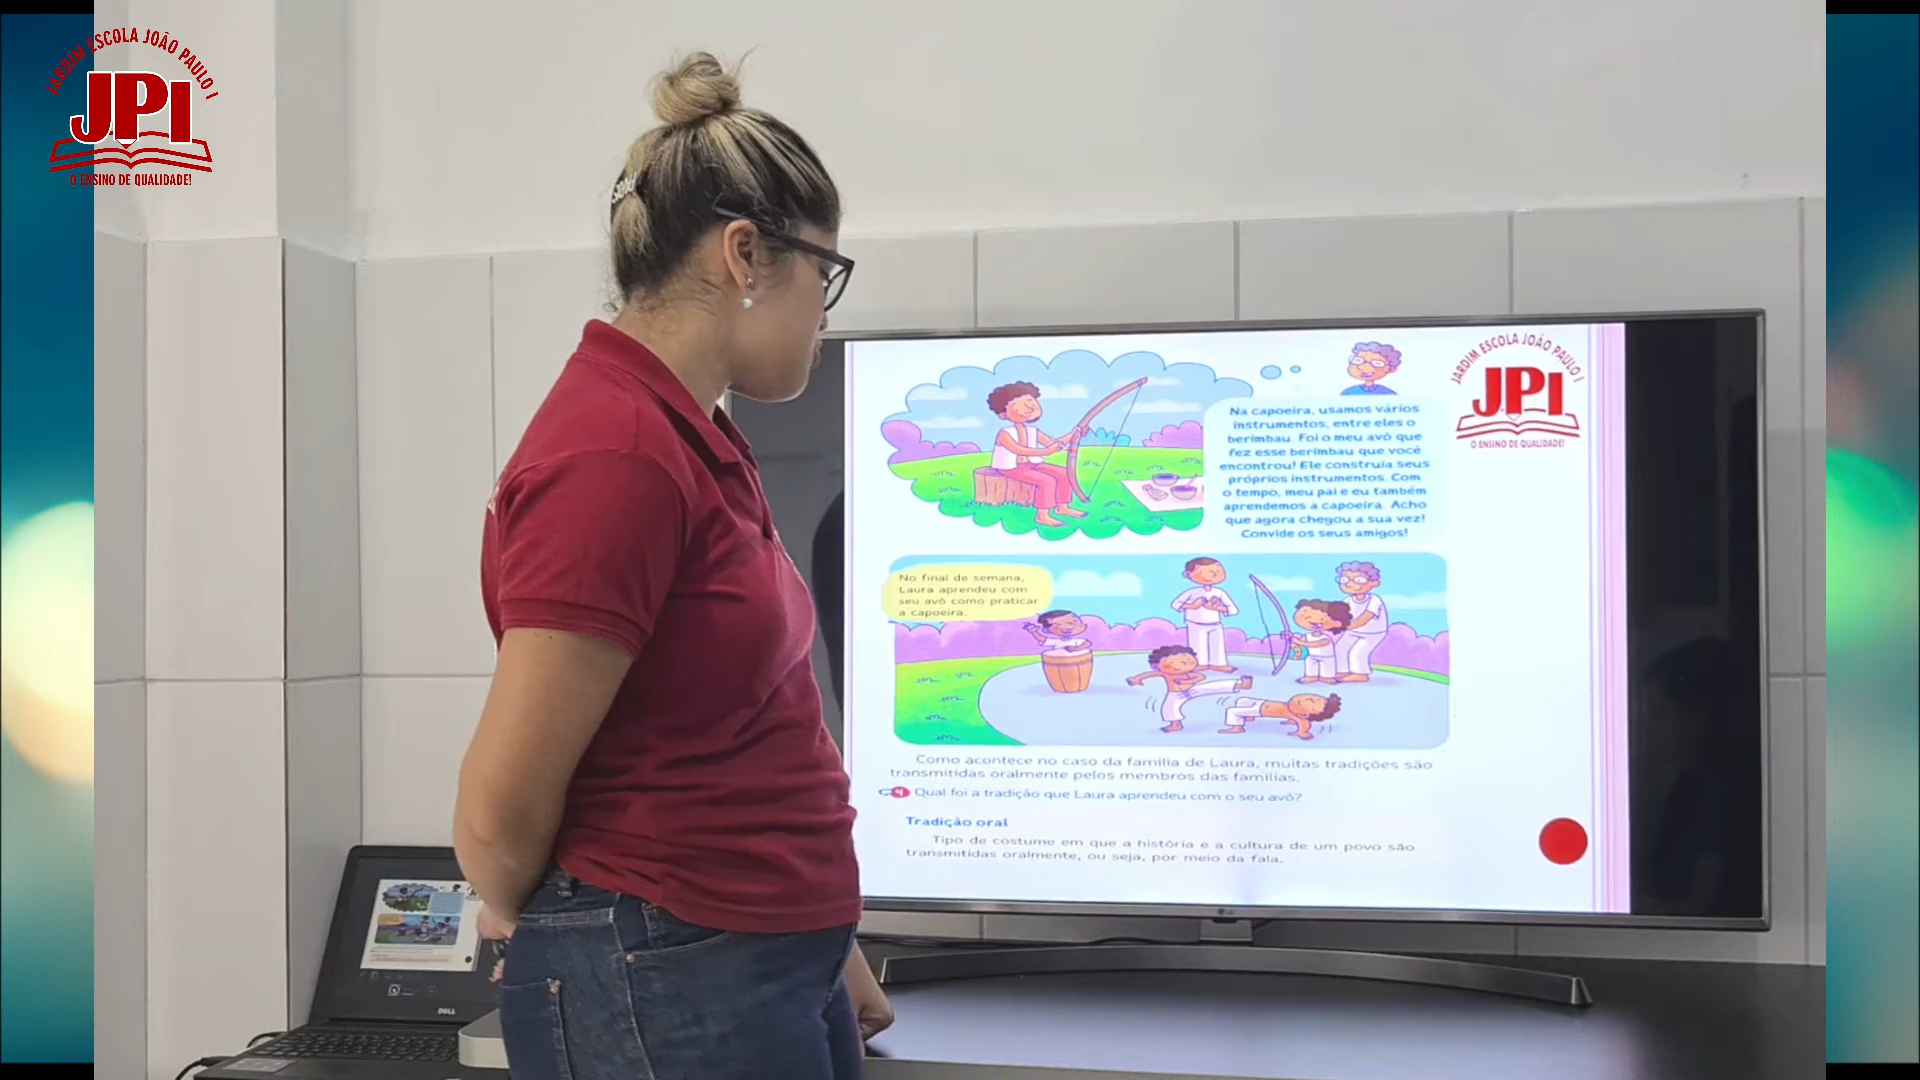 JARDIM ESCOLA JOÃO PAULO I
JPI
O ENSINO DE QUALIDADE!
JARDIM ESCOLA JOÃO PAULO I
JPI
O ENSINO DE QUALIDADE!
Na capoeira, usamos vários
instrumentos, entre eles o
berimbau. Foi o meu avô que
fez esse berimbau que você
encontrou! Ele construía seus
próprios instrumentos. Com
o tempo, meu pai e eu também
aprendemos a capoeira. Acho
que agora chegou a sua vez!
Convide os seus amigos!
No final de semana,
Laura aprendeu com
seu avô como praticar
a capoeira.
Como acontece no caso da família de Laura, muitas tradições são
transmitidas oralmente pelos membros das famílias.
4 Qual foi a tradição que Laura aprendeu com o seu avô?
Tradição oral
Tipo de costume em que a história e a cultura de um povo são
transmitidas oralmente, ou seja, por meio da fala.
LG
DELL